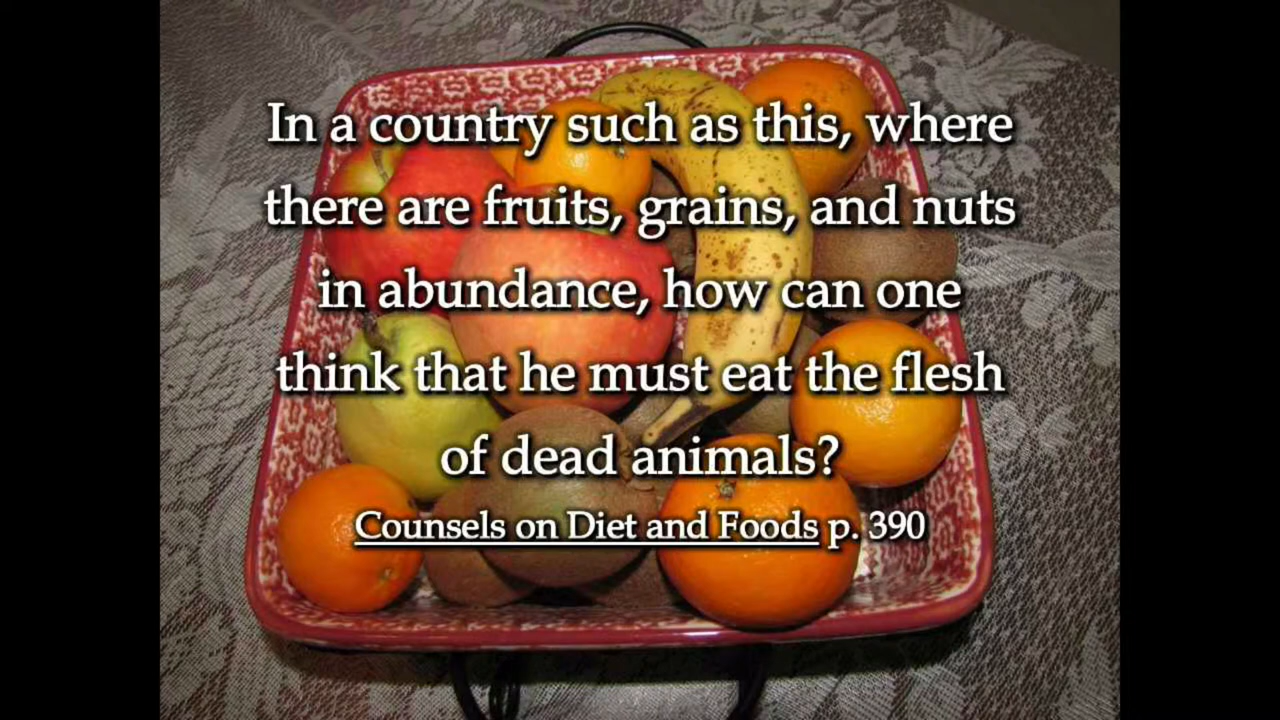 In a country such as this, where
there are fruits, grains, and nuts
in abundance, how can one
think that he must eat the flesh
of dead animals?
Counsels on Diet and Foods p. 390